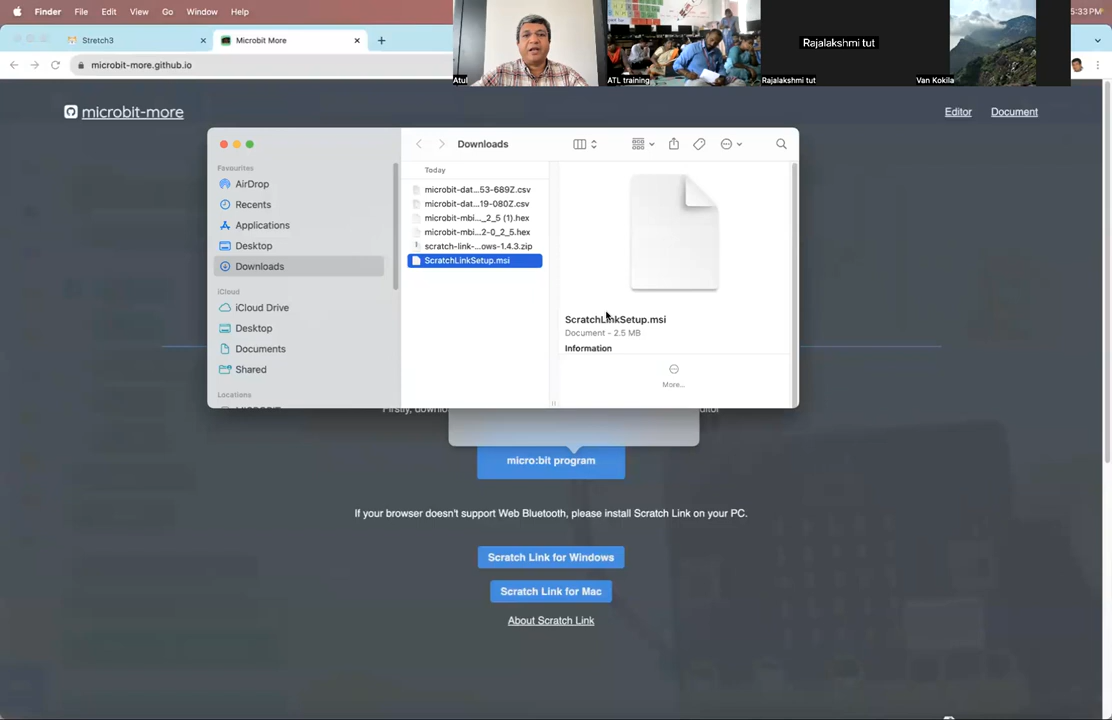 Finder File Edit View Go Window Help
5:33 PM
Stretch3
Microbit More
microbit-more.github.io
Atul
ATL training
Rajalakshmi tut
Rajalakshmi tut
Van Kokila
microbit-more
Editor Document
Downloads
Favourites
AirDrop
Recents
Applications
Desktop
Downloads
iCloud
iCloud Drive
Desktop
Documents
Shared
Locations
Today
microbit-dat...53-689Z.csv
microbit-dat...19-080Z.csv
microbit-mbi..._2_5 (1).hex
microbit-mbi...2-0_2_5.hex
scratch-link-...ows-1.4.3.zip
ScratchLinkSetup.msi
ScratchLinkSetup.msi
Document - 2.5 MB
Information
More...
micro:bit program
If your browser doesn't support Web Bluetooth, please install Scratch Link on your PC.
Scratch Link for Windows
Scratch Link for Mac
About Scratch Link